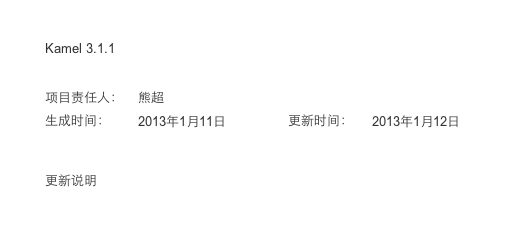 Kamel 3.1.1
项目责任人： 熊超
生成时间： 2013年1月11日 更新时间： 2013年1月12日
更新说明